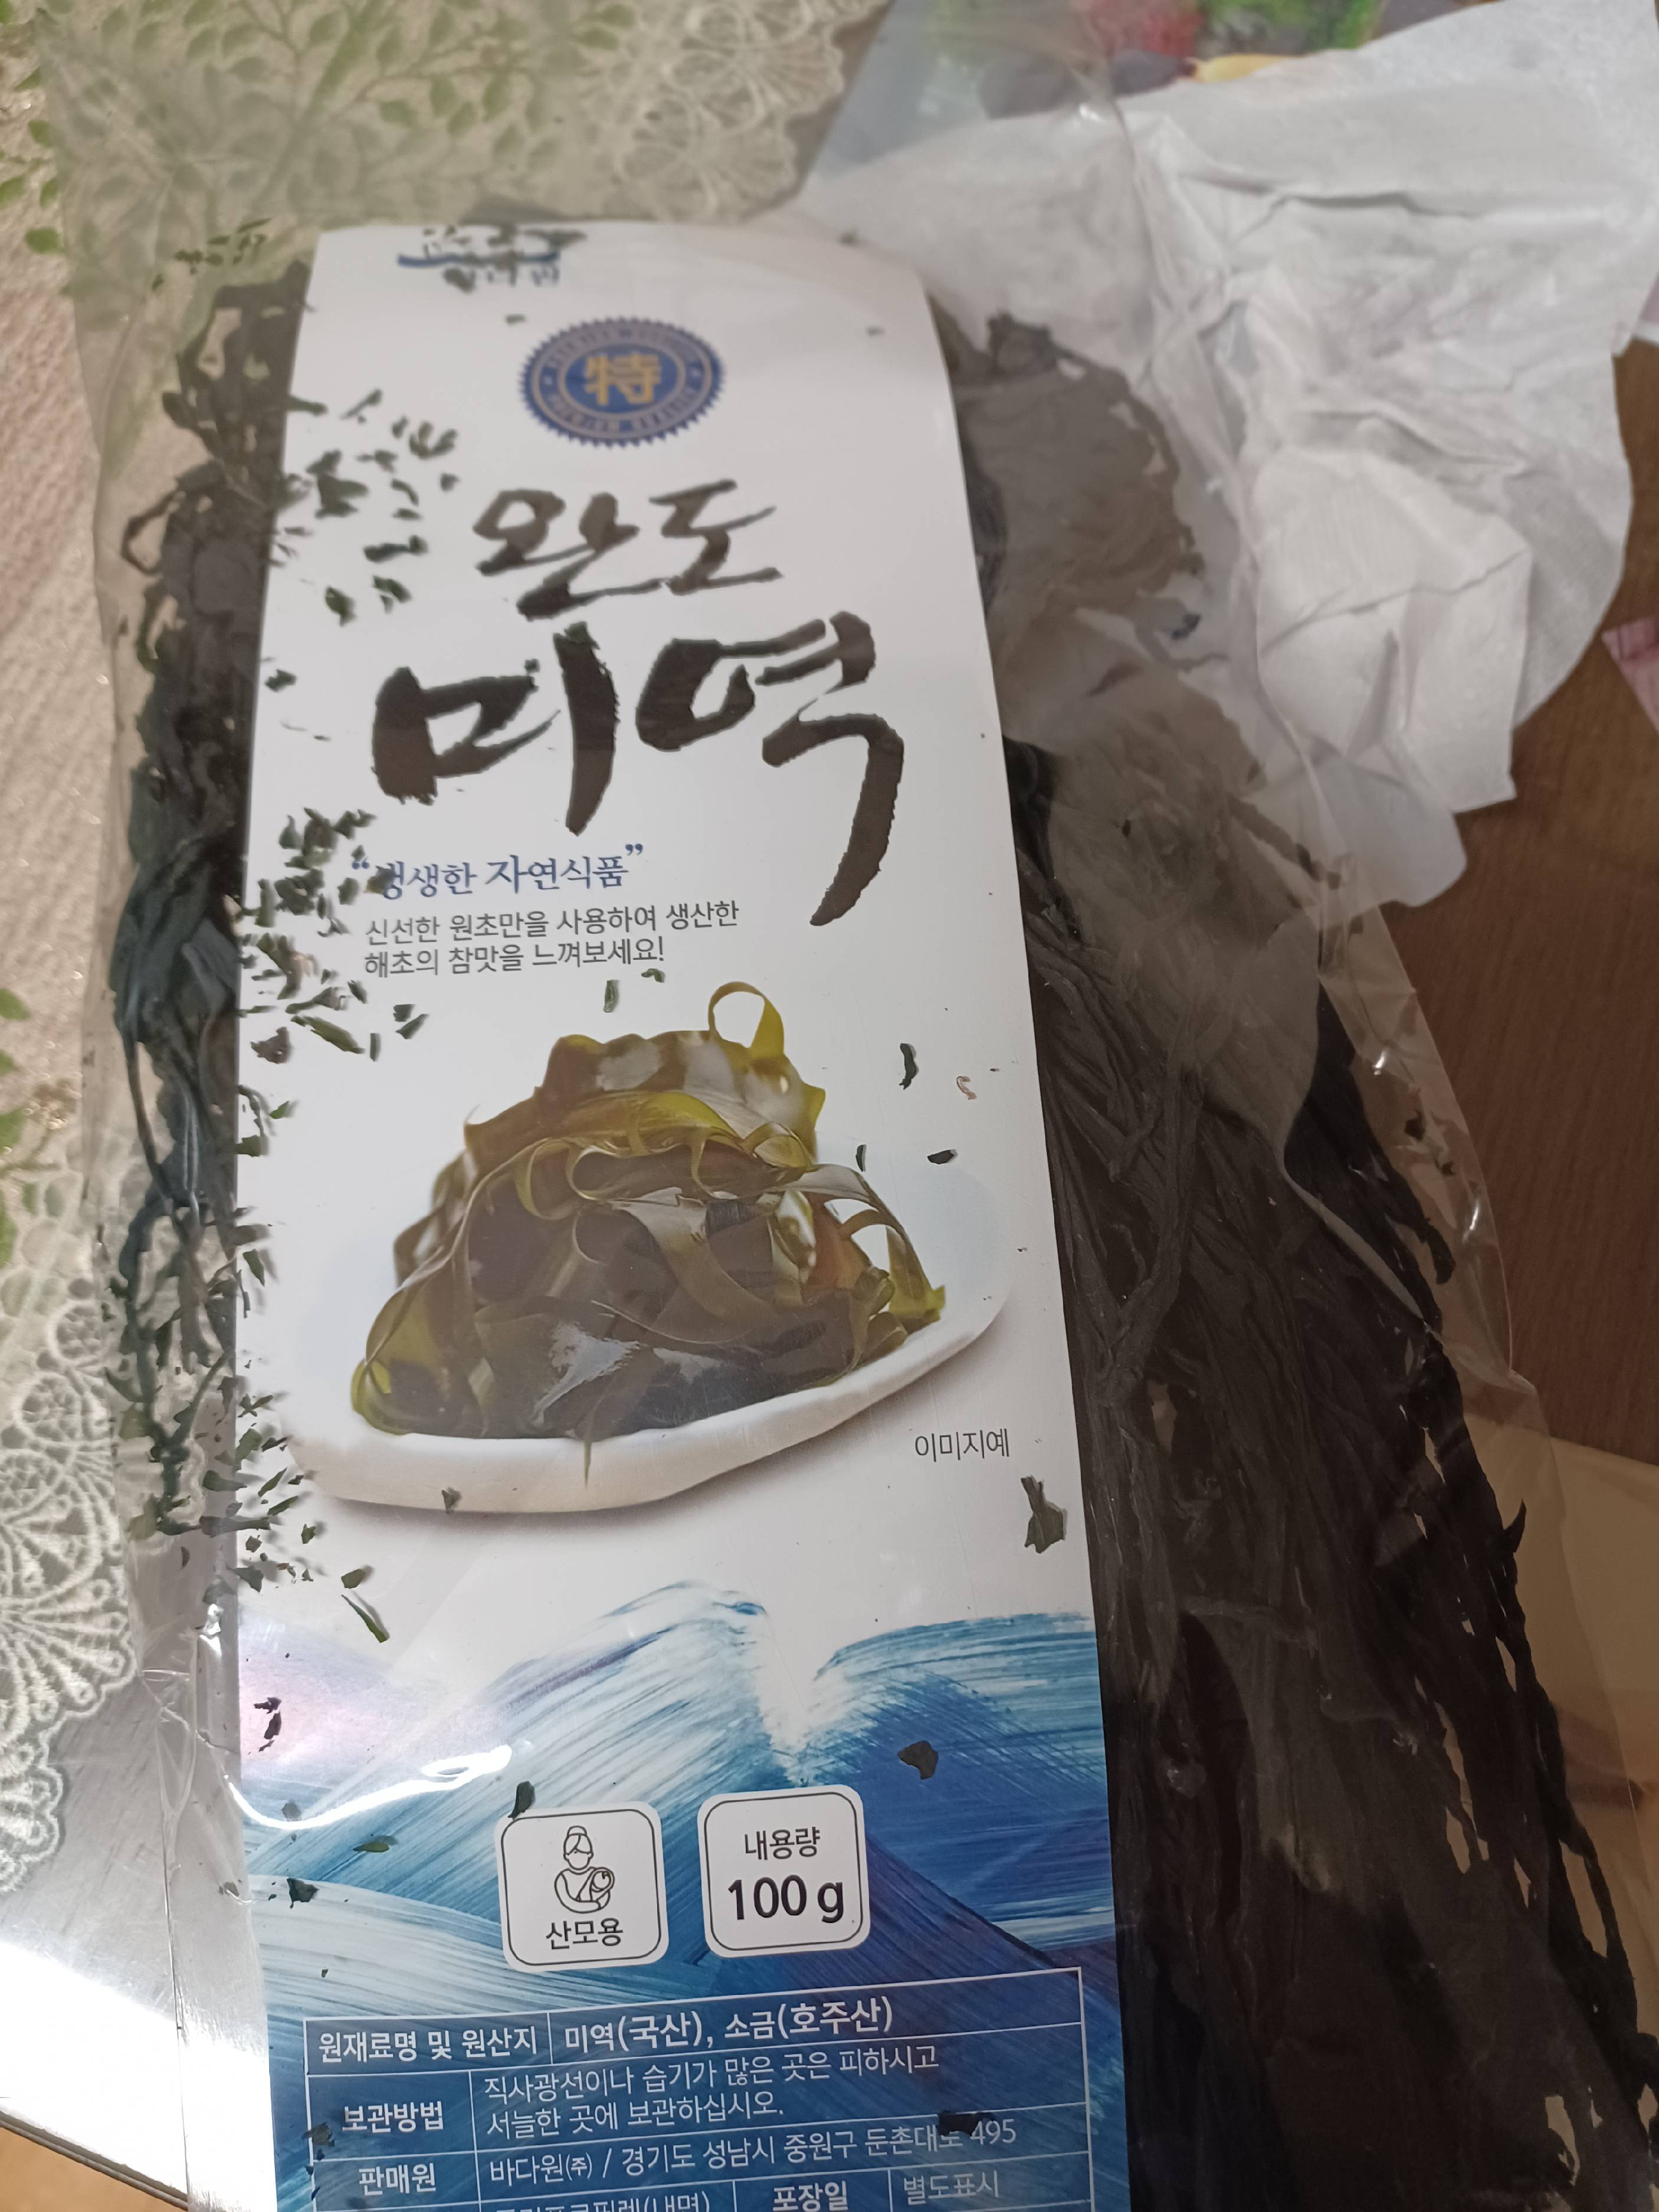 特
완도
미역
“생생한 자연식품”
신선한 원초만을 사용하여 생산한
해초의 참맛을 느껴보세요!
이미지예
산모용
내용량
100 g
원재료명 및 원산지 미역(국산), 소금(호주산)
보관방법 직사광선이나 습기가 많은 곳은 피하시고
서늘한 곳에 보관하십시오.
판매원 바다원㈜ / 경기도 성남시 중원구 둔촌대로 495
포장일 별도표시